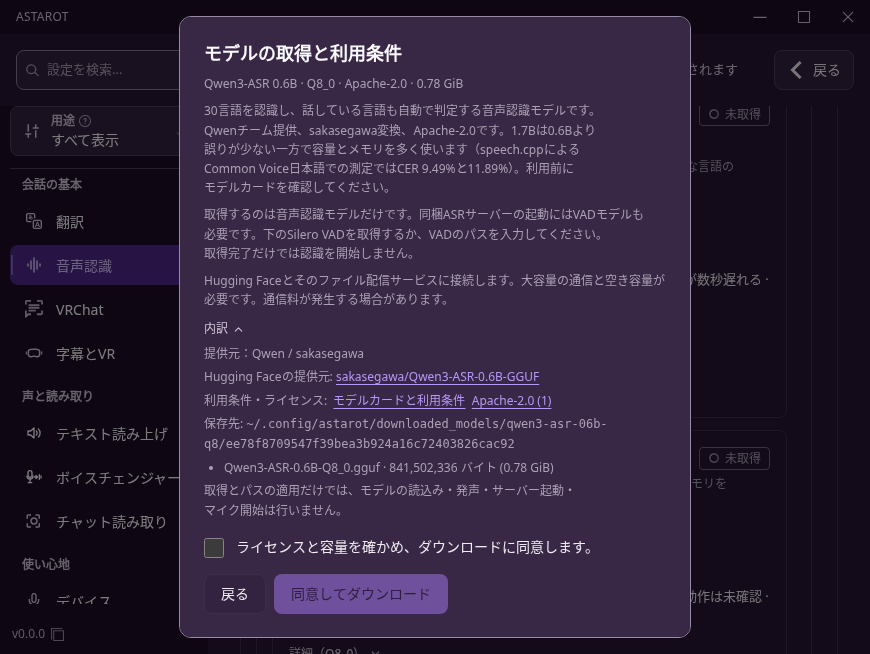 ASTAROT
設定を検索...
されます
戻る
用途
すべて表示
会話の基本
翻訳
音声認識
VRChat
字幕とVR
声と読み取り
テキスト読み上げ
ボイスチェンジャー
チャット読み取り
使い心地
デバイス
v0.0.0
モデルの取得と利用条件
Qwen3-ASR 0.6B · Q8_0 · Apache-2.0 · 0.78 GiB
30言語を認識し、話している言語も自動で判定する音声認識モデルです。
Qwenチーム提供、sakasegawa変換、Apache-2.0です。1.7Bは0.6Bより
誤りが少ない一方で容量とメモリを多く使います（speech.cppによる
Common Voice日本語での測定ではCER 9.49%と11.89%）。利用前に
モデルカードを確認してください。
取得するのは音声認識モデルだけです。同梱ASRサーバーの起動にはVADモデルも
必要です。下のSilero VADを取得するか、VADのパスを入力してください。
取得完了だけでは認識を開始しません。
Hugging Faceとそのファイル配信サービスに接続します。大容量の通信と空き容量が
必要です。通信料が発生する場合があります。
内訳
提供元：Qwen / sakasegawa
Hugging Faceの提供元: sakasegawa/Qwen3-ASR-0.6B-GGUF
利用条件・ライセンス: モデルカードと利用条件 Apache-2.0 (1)
保存先: ~/.config/astarot/downloaded_models/qwen3-asr-06b-
q8/ee78f8709547f39bea3b924a16c72403826cac92
• Qwen3-ASR-0.6B-Q8_0.gguf · 841,502,336 バイト (0.78 GiB)
取得とパスの適用だけでは、モデルの読込み・発声・サーバー起動・
マイク開始は行いません。
ライセンスと容量を確かめ、ダウンロードに同意します。
戻る
同意してダウンロード
未取得
な言語の
が数秒遅れる ·
未取得
モリを
動作は未確認 ·
詳細（Q8_0）